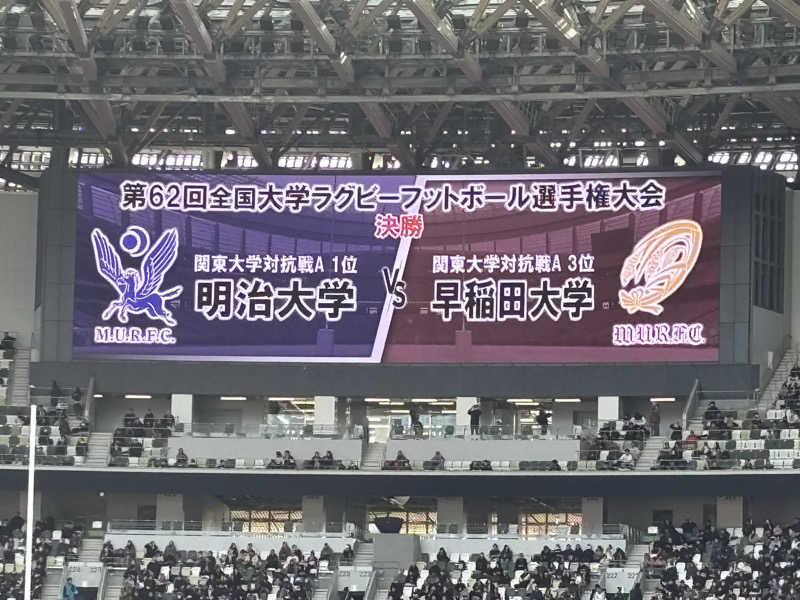 第62回全国大学ラグビーフットボール選手権大会
決勝
関東大学対抗戦A 1位
明治大学
M.U.R.F.C.
VS
関東大学対抗戦A 3位
早稲田大学
W.U.R.F.C.